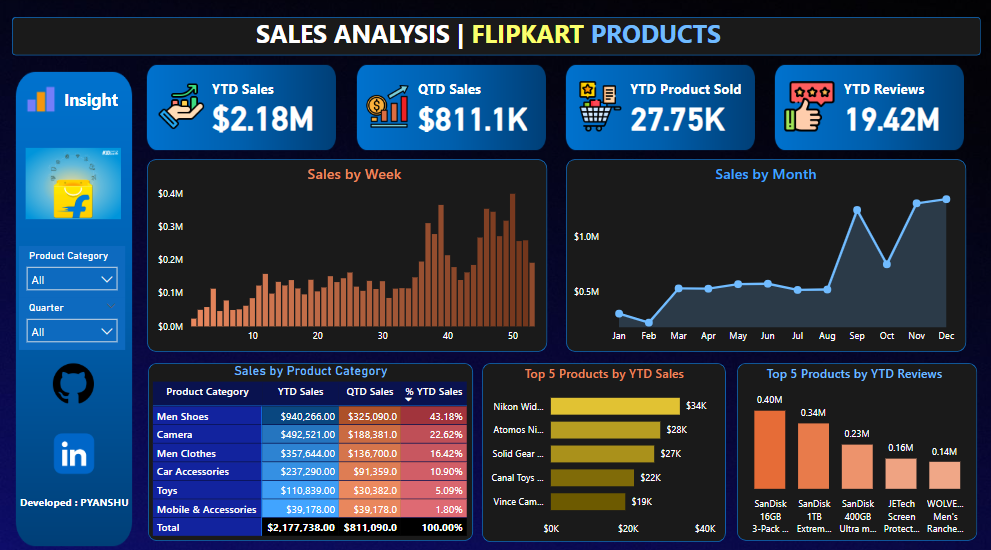 SALES ANALYSIS | FLIPKART PRODUCTS
Insight
YTD Sales
$2.18M
QTD Sales
$811.1K
YTD Product Sold
27.75K
YTD Reviews
19.42M
Product Category
All
Quarter
All
Developed : PYANSHU
Sales by Week
$0.4M
$0.3M
$0.2M
$0.1M
$0.0M
10 20 30 40 50
Sales by Month
$1.0M
$0.5M
Jan Feb Mar Apr May Jun Jul Aug Sep Oct Nov Dec
Sales by Product Category
Product Category YTD Sales QTD Sales % YTD Sales
Men Shoes $940,266.00 $325,090.0 43.18%
Camera $492,521.00 $188,381.0 22.62%
Men Clothes $357,644.00 $136,700.0 16.42%
Car Accessories $237,290.00 $91,359.0 10.90%
Toys $110,839.00 $30,382.0 5.09%
Mobile & Accessories $39,178.00 $39,178.0 1.80%
Total $2,177,738.00 $811,090.0 100.00%
Top 5 Products by YTD Sales
Nikon Wid... $34K
Atomos Ni... $28K
Solid Gear ... $27K
Canal Toys ... $22K
Vince Cam... $19K
$0K $20K $40K
Top 5 Products by YTD Reviews
0.40M
0.34M
0.23M
0.16M
0.14M
SanDisk SanDisk SanDisk JETech WOLVE...
16GB 1TB 400GB Screen Men's
3-Pack ... Extrem... Ultra m... Protect... Ranche...